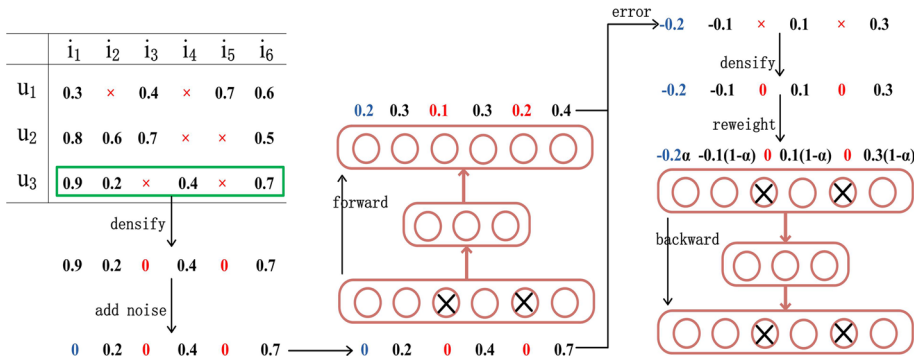 i1 i2 i3 i4 i5 i6
u1 0.3 × 0.4 × 0.7 0.6
u2 0.8 0.6 0.7 × × 0.5
u3 0.9 0.2 × 0.4 × 0.7
densify
0.9 0.2 0 0.4 0 0.7
add noise
0 0.2 0 0.4 0 0.7
0.2 0.3 0.1 0.3 0.2 0.4
forward
0 0.2 0 0.4 0 0.7
error
-0.2 -0.1 × 0.1 × 0.3
densify
-0.2 -0.1 0 0.1 0 0.3
reweight
-0.2α -0.1(1-α) 0 0.1(1-α) 0 0.3(1-α)
backward